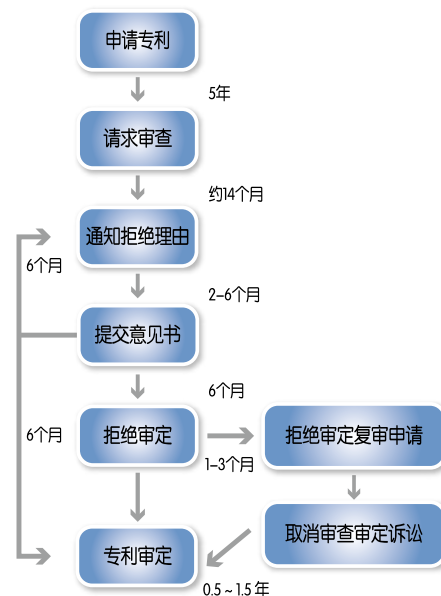 申请专利
5年
请求审查
约14个月
通知拒绝理由
6个月
2-6个月
提交意见书
6个月
拒绝审定
拒绝审定复审申请
6个月
1-3个月
取消审查审定诉讼
专利审定
0.5 ~ 1.5 年